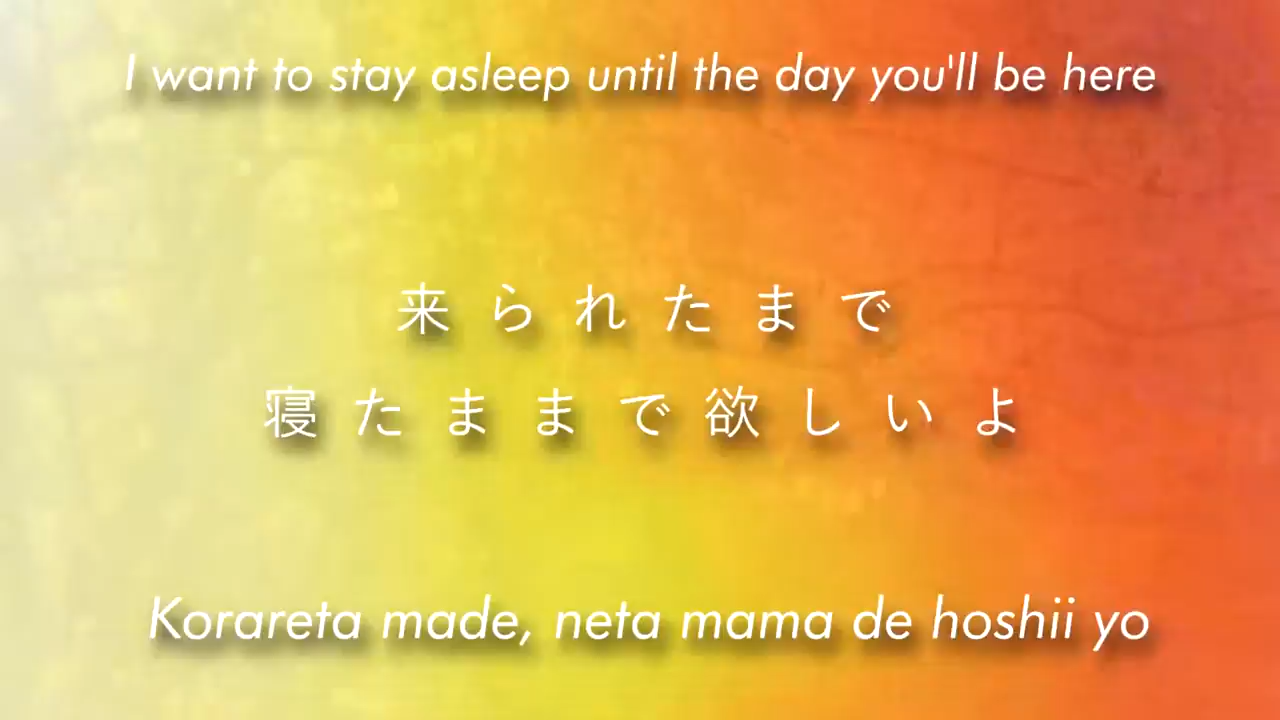 I want to stay asleep until the day you'll be here
来られたまで
寝たままで欲しいよ
Korareta made, neta mama de hoshii yo